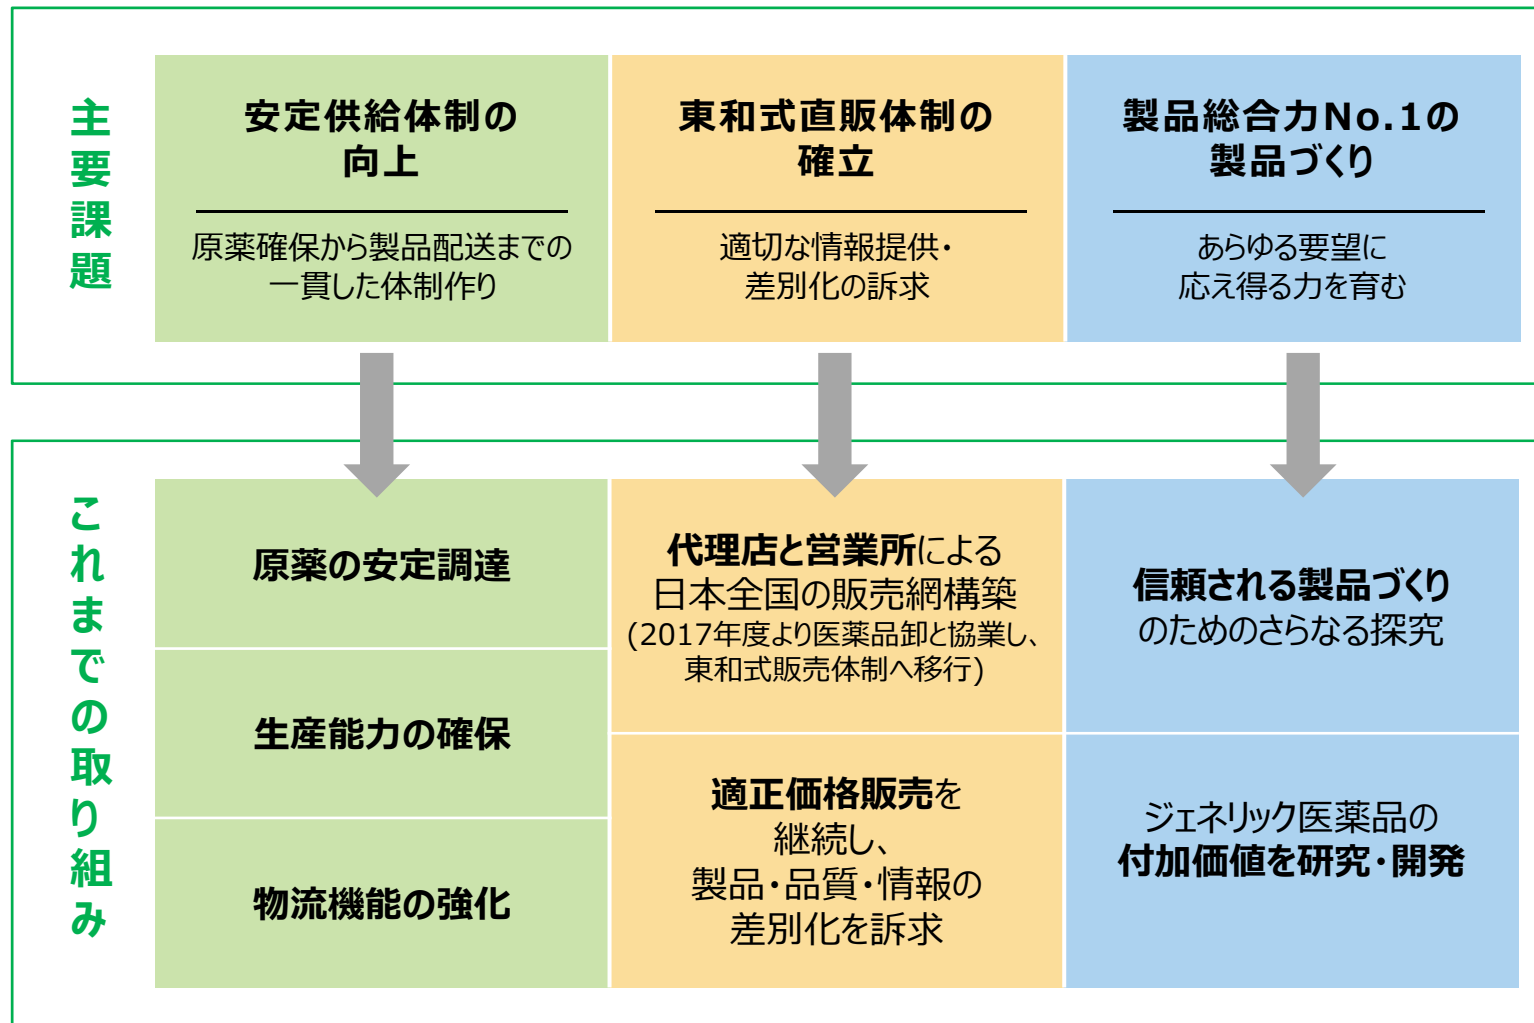 主要課題
安定供給体制の
向上
原薬確保から製品配送までの
一貫した体制作り
東和式直販体制の
確立
適切な情報提供・
差別化の訴求
製品総合力No.1の
製品づくり
あらゆる要望に
応え得る力を育む
これまでの取り組み
原薬の安定調達
生産能力の確保
物流機能の強化
代理店と営業所による
日本全国の販売網構築
(2017年度より医薬品卸と協業し、
東和式販売体制へ移行)
適正価格販売を
継続し、
製品・品質・情報の
差別化を訴求
信頼される製品づくり
のためのさらなる探究
ジェネリック医薬品の
付加価値を研究・開発